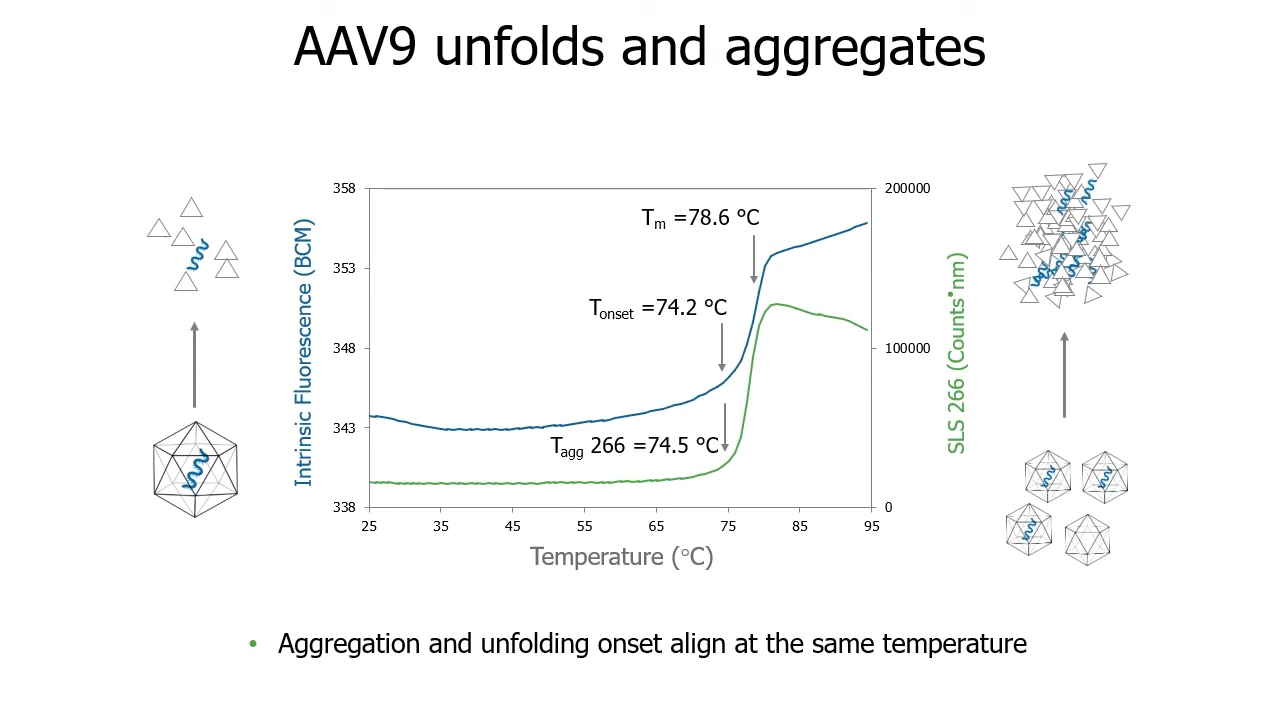 AAV9 unfolds and aggregates
358
353
348
343
338
Intrinsic Fluorescence (BCM)
Tm =78.6 °C
Tonset =74.2 °C
Tagg 266 =74.5 °C
200000
100000
0
SLS 266 (Counts•nm)
25 35 45 55 65 75 85 95
Temperature (°C)
• Aggregation and unfolding onset align at the same temperature